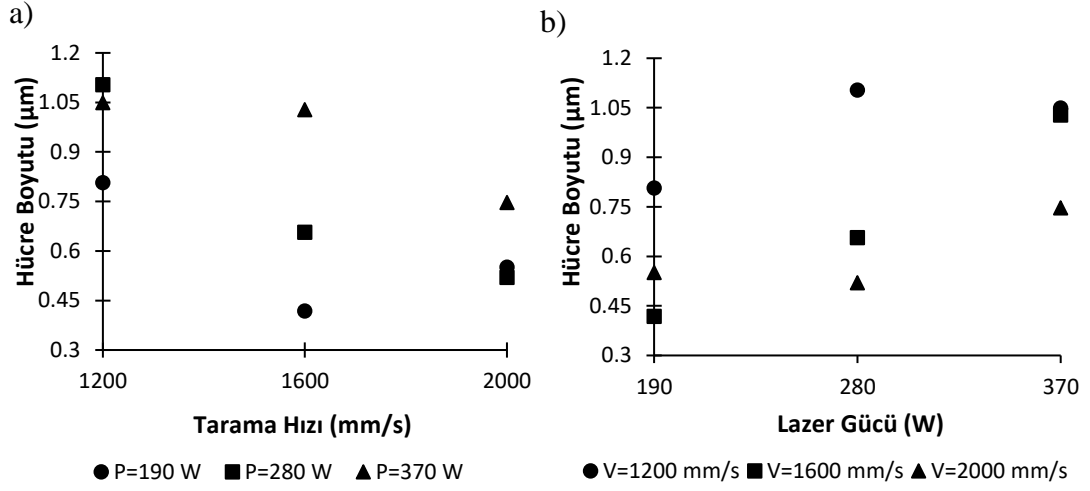 a)
Hücre Boyutu (µm)
1.2
1.05
0.9
0.75
0.6
0.45
0.3
1200 1600 2000
Tarama Hızı (mm/s)
P=190 W P=280 W P=370 W
b)
Hücre Boyutu (µm)
1.2
1.05
0.9
0.75
0.6
0.45
0.3
190 280 370
Lazer Gücü (W)
V=1200 mm/s V=1600 mm/s V=2000 mm/s